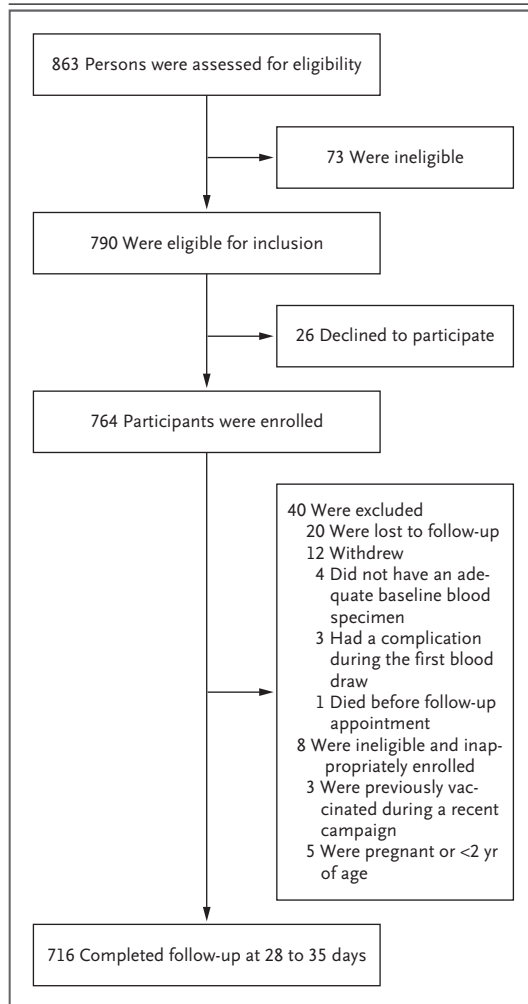 863 Persons were assessed for eligibility
73 Were ineligible
790 Were eligible for inclusion
26 Declined to participate
764 Participants were enrolled
40 Were excluded
20 Were lost to follow-up
12 Withdrew
4 Did not have an ade-
quate baseline blood
specimen
3 Had a complication
during the first blood
draw
1 Died before follow-up
appointment
8 Were ineligible and inap-
propriately enrolled
3 Were previously vac-
cinated during a recent
campaign
5 Were pregnant or <2 yr
of age
716 Completed follow-up at 28 to 35 days